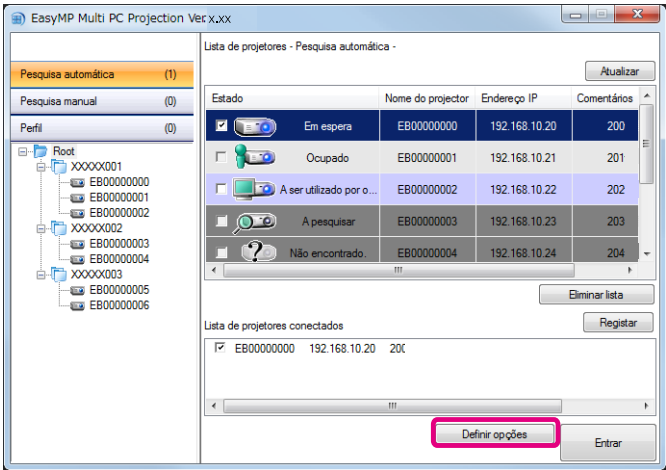 EasyMP Multi PC Projection Ver.x.xx
Lista de projetores - Pesquisa automática -
Pesquisa automática (1)
Pesquisa manual (0)
Perfil (0)
Root
XXXXX001
EB00000000
EB00000001
EB00000002
XXXXX002
EB00000003
EB00000004
XXXXX003
EB00000005
EB00000006
Atualizar
Estado Nome do projector Endereço IP Comentários
Em espera EB00000000 192.168.10.20 200
Ocupado EB00000001 192.168.10.21 201
A ser utilizado por o... EB00000002 192.168.10.22 202
A pesquisar EB00000003 192.168.10.23 203
Não encontrado. EB00000004 192.168.10.24 204
Eliminar lista
Lista de projetores conectados
Registar
EB00000000 192.168.10.20 200
Definir opções
Entrar